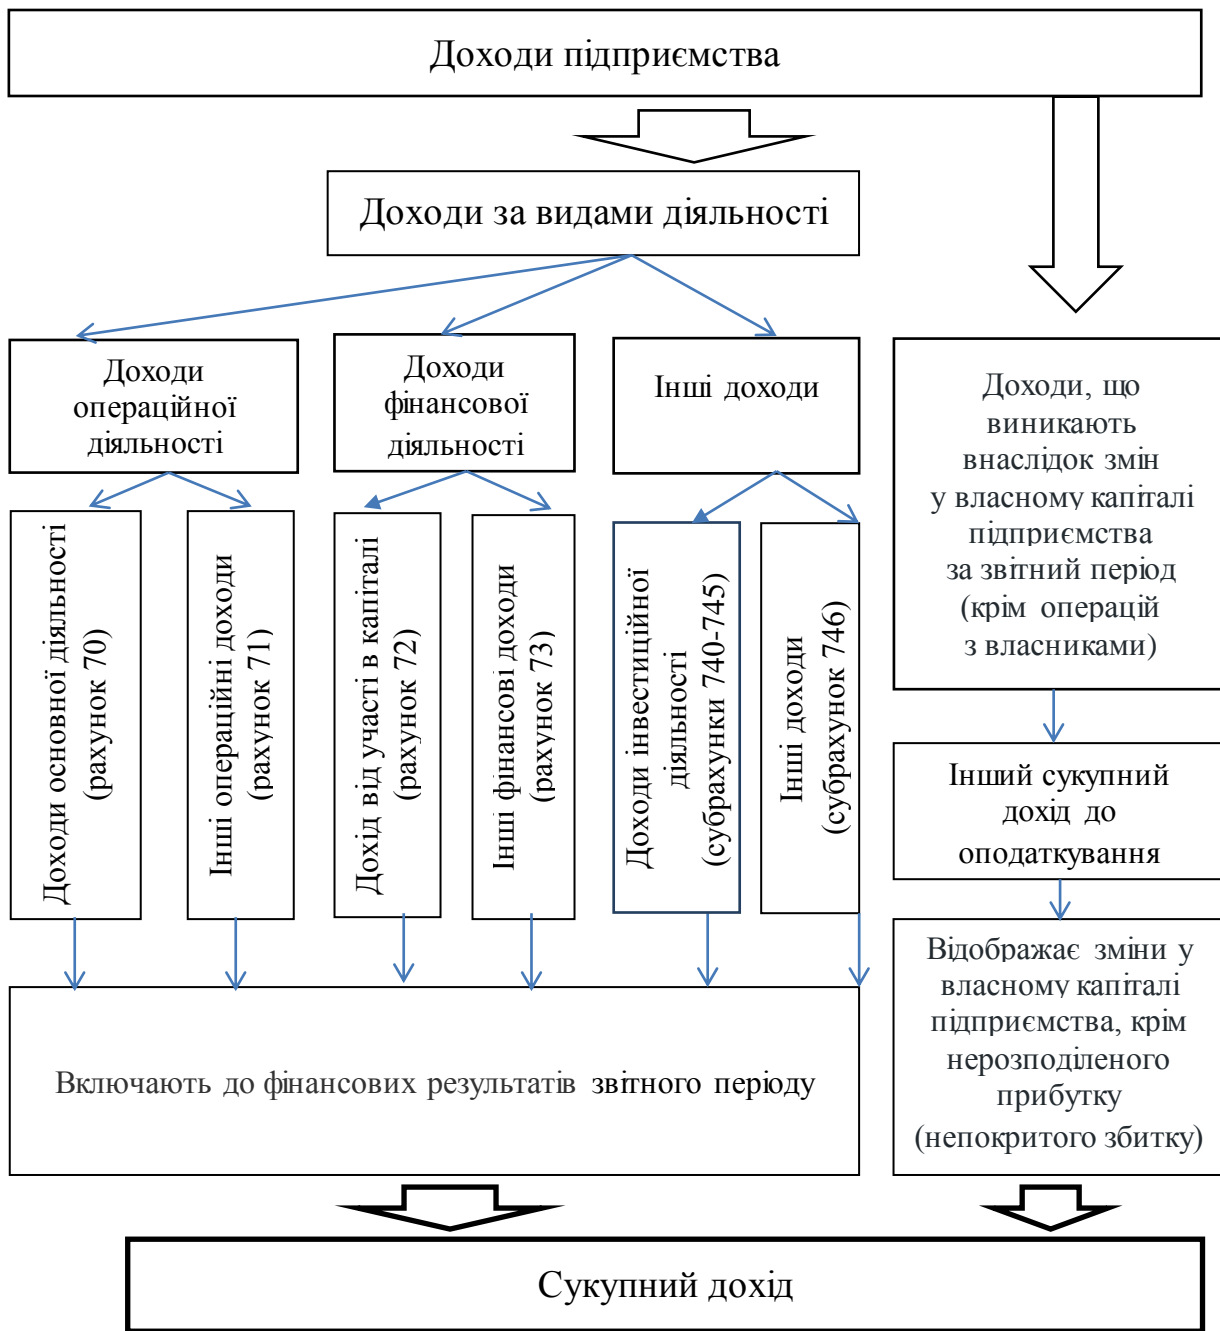 Доходи підприємства
Доходи за видами діяльності
Доходи
операційної
діяльності
Доходи
фінансової
діяльності
Інші доходи
Доходи, що
виникають
внаслідок змін
у власному капіталі
підприємства
за звітний період
(крім операцій
з власниками)
Доходи основної діяльності
(рахунок 70)
Інші операційні доходи
(рахунок 71)
Дохід від участі в капіталі
(рахунок 72)
Інші фінансові доходи
(рахунок 73)
Доходи інвестиційної
діяльності
(субрахунки 740-745)
Інші доходи
(субрахунок 746)
Інший сукупний
дохід до
оподаткування
Включають до фінансових результатів звітного періоду
Відображає зміни у
власному капіталі
підприємства, крім
нерозподіленого
прибутку
(непокритого збитку)
Сукупний дохід